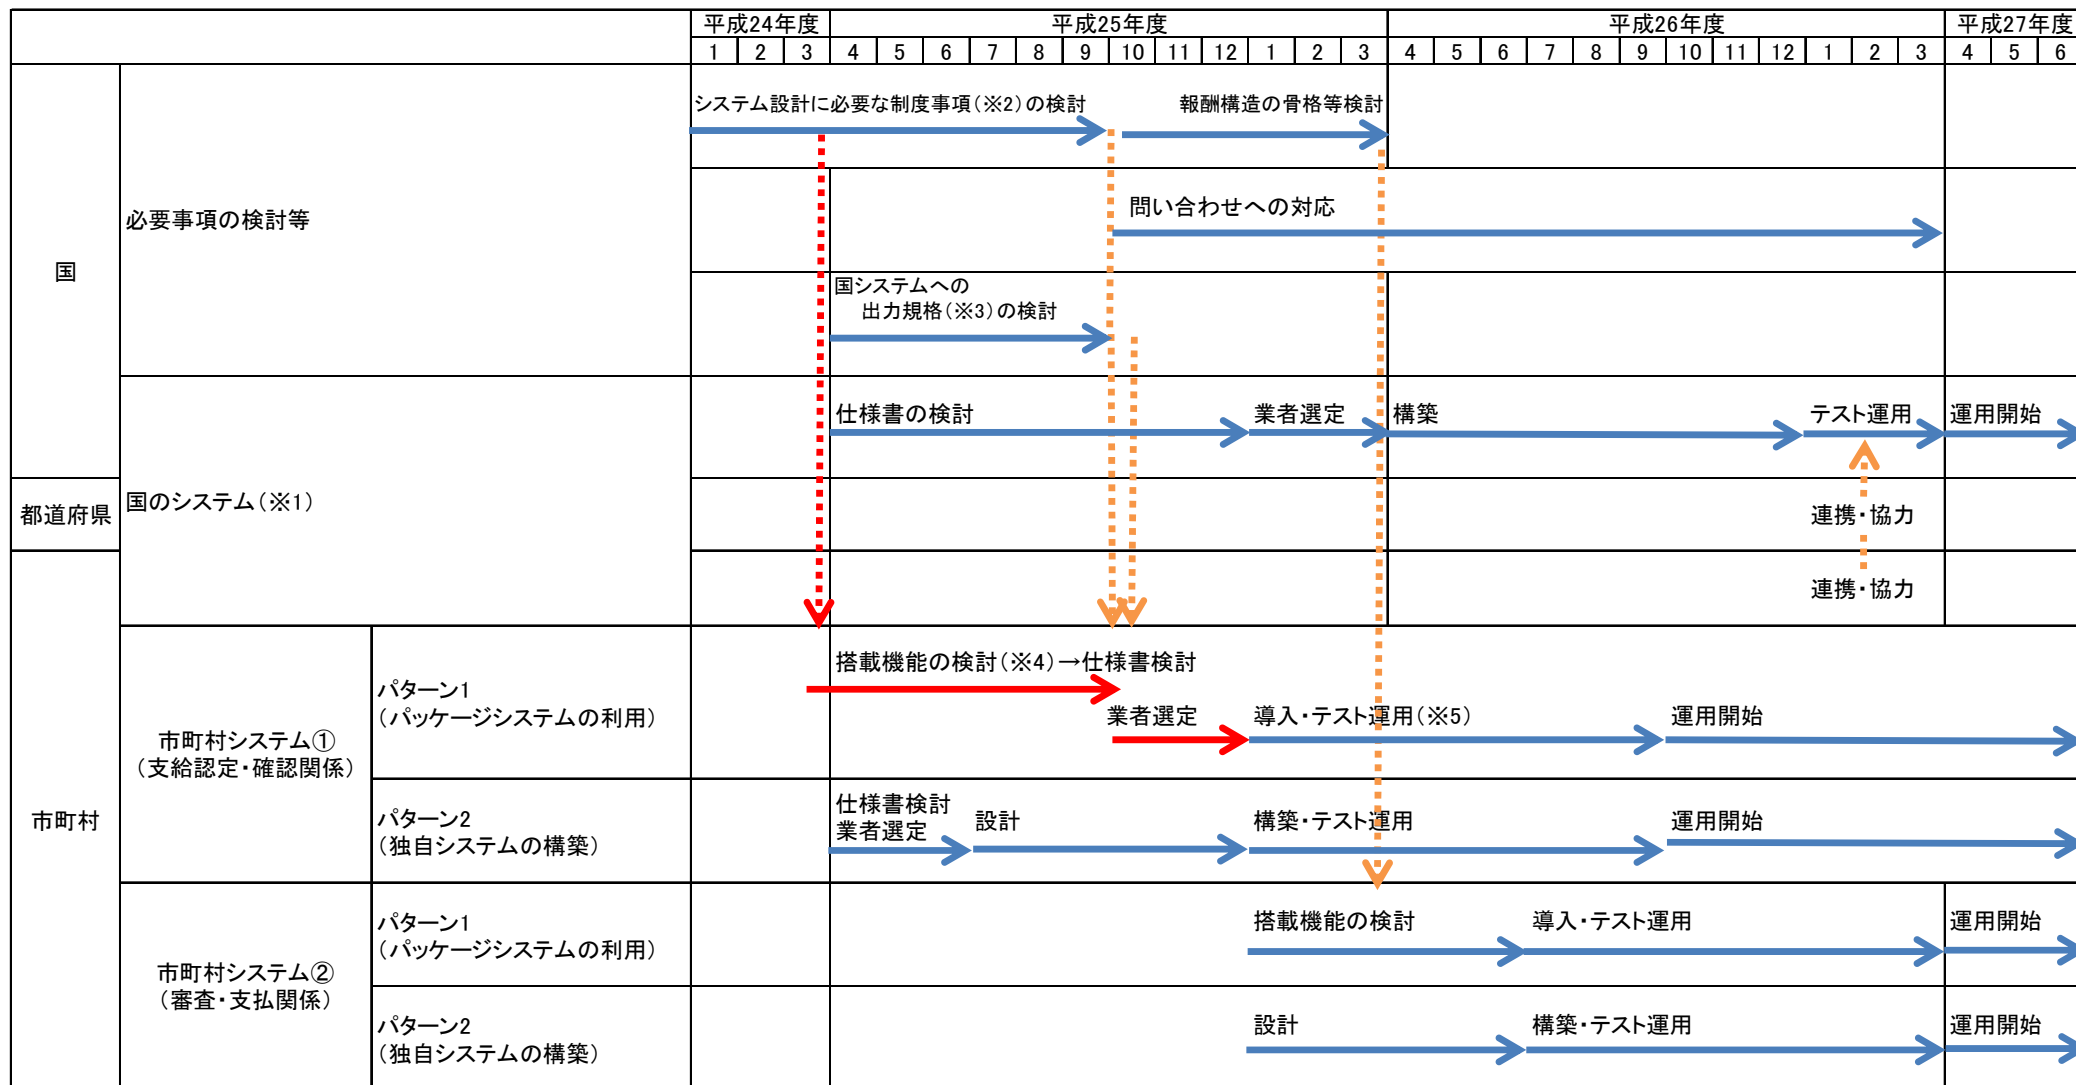 平成24年度 平成25年度 平成26年度 平成27年度
1 2 3 4 5 6 7 8 9 10 11 12 1 2 3 4 5 6 7 8 9 10 11 12 1 2 3 4 5 6
システム設計に必要な制度事項(※2)の検討 報酬構造の骨格等検討
問い合わせへの対応
必要事項の検討等
国
国システムへの
出力規格(※3)の検討
仕様書の検討 業者選定 構築 テスト運用 運用開始
国のシステム(※1)
都道府県
連携・協力
連携・協力
搭載機能の検討(※4)→仕様書検討
パターン1
(パッケージシステムの利用)
業者選定 導入・テスト運用(※5) 運用開始
市町村システム①
(支給認定・確認関係)
仕様書検討
業者選定
設計 構築・テスト運用 運用開始
市町村
パターン2
(独自システムの構築)
パターン1
(パッケージシステムの利用)
搭載機能の検討 導入・テスト運用 運用開始
市町村システム②
(審査・支払関係)
パターン2
(独自システムの構築)
設計 構築・テスト運用 運用開始